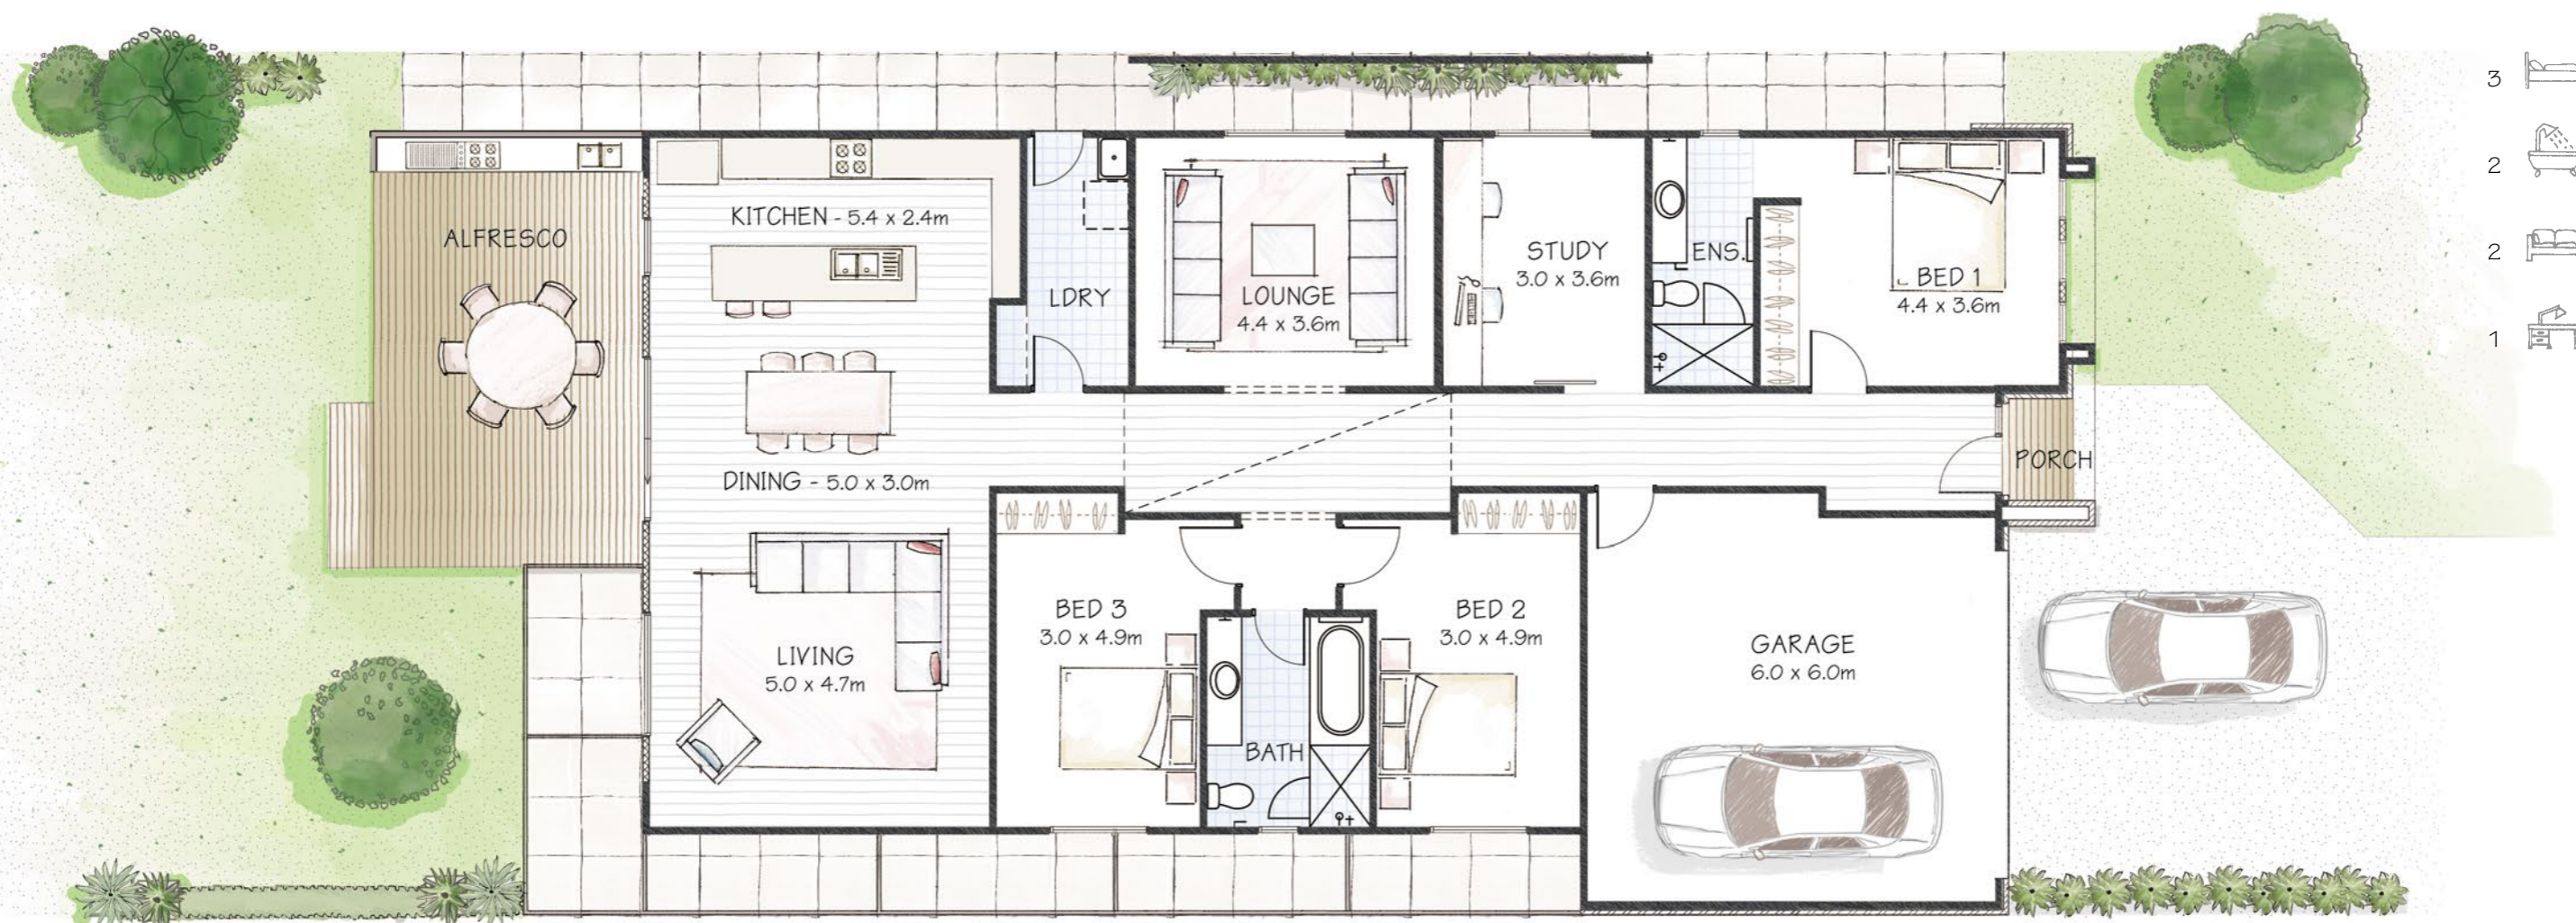 3
2
2
1
ALFRESCO
KITCHEN - 5.4 x 2.4m
LDRY
LOUNGE
4.4 x 3.6m
STUDY
3.0 x 3.6m
ENS.
BED 1
4.4 x 3.6m
DINING - 5.0 x 3.0m
PORCH
LIVING
5.0 x 4.7m
BED 3
3.0 x 4.9m
BATH
BED 2
3.0 x 4.9m
GARAGE
6.0 x 6.0m